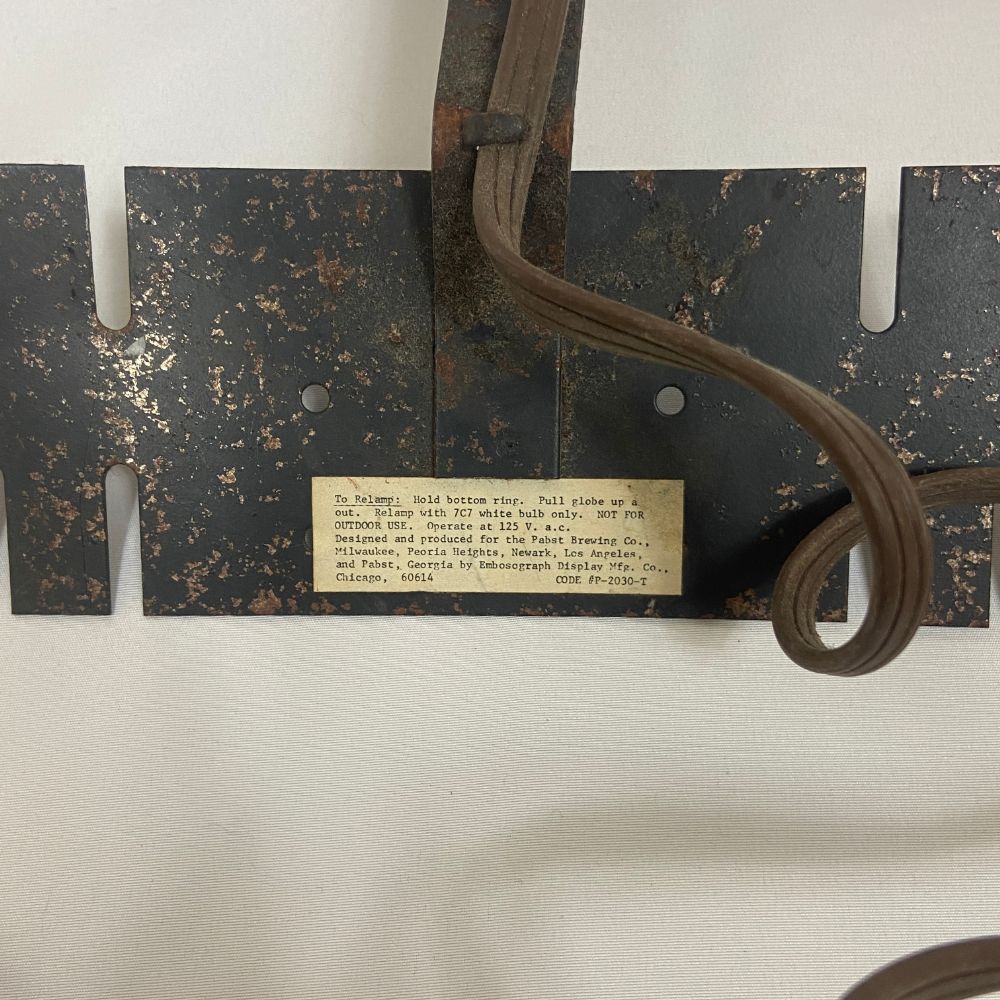 To Relamp: Hold bottom ring. Pull globe up a
out. Relamp with 7C7 white bulb only. NOT FOR
OUTDOOR USE. Operate at 125 V. a.c.
Designed and produced for the Pabst Brewing Co.,
Milwaukee, Peoria Heights, Newark, Los Angeles,
and Pabst, Georgia by Embosograph Display Mfg. Co.,
Chicago, 60614 CODE #P-2030-T